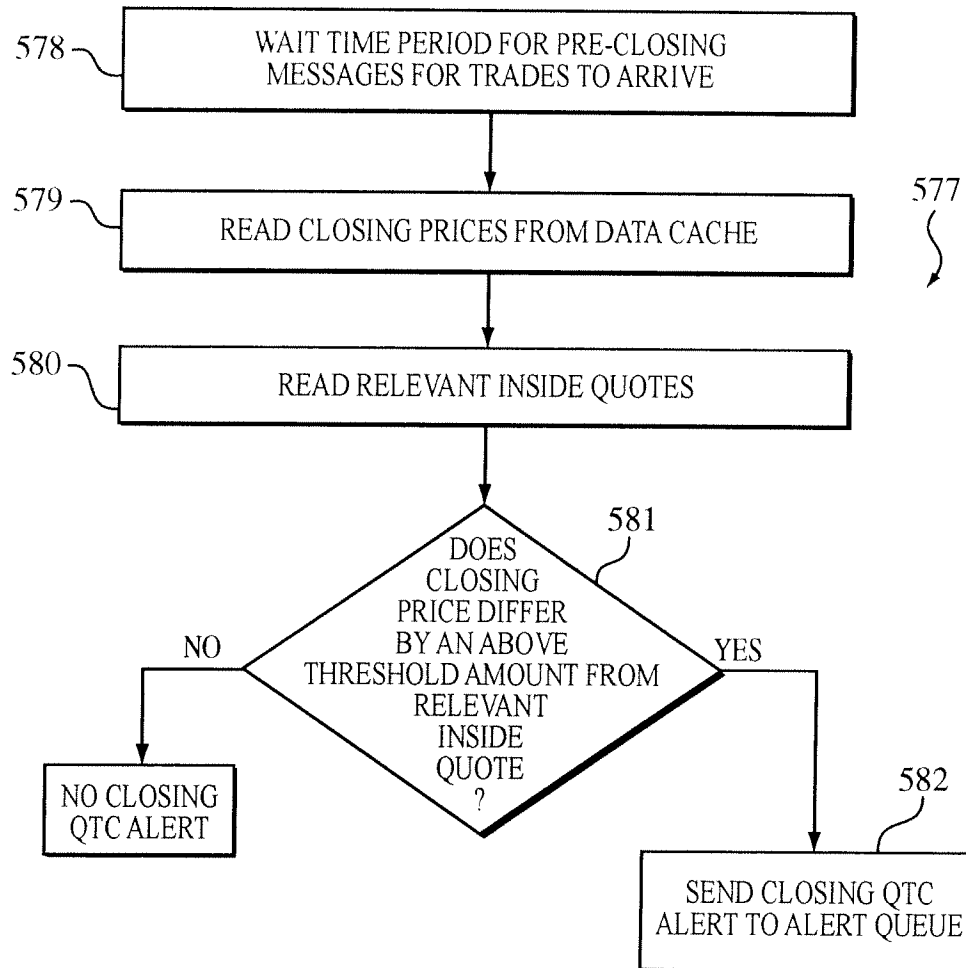 578
WAIT TIME PERIOD FOR PRE-CLOSING
MESSAGES FOR TRADES TO ARRIVE
579
READ CLOSING PRICES FROM DATA CACHE
577
580
READ RELEVANT INSIDE QUOTES
581
DOES
CLOSING
PRICE DIFFER
BY AN ABOVE
THRESHOLD AMOUNT FROM
RELEVANT
INSIDE
QUOTE
?
NO
YES
NO CLOSING
QTC ALERT
582
SEND CLOSING QTC
ALERT TO ALERT QUEUE